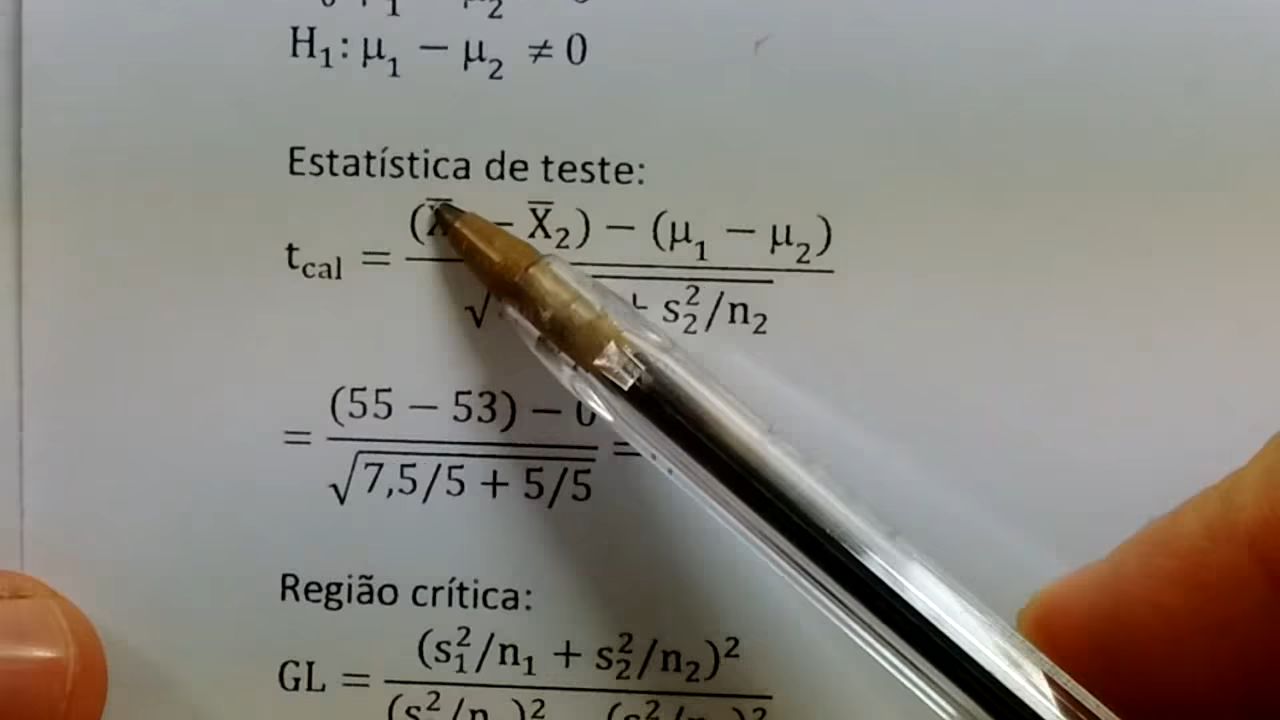 H₁: μ₁ − μ₂ ≠ 0
Estatística de teste:
t_cal = (X̄ − X̄₂) − (μ₁ − μ₂)
√ s₂²/n₂
= (55 − 53) − 0 =
√7,5/5 + 5/5
Região crítica:
GL = (s₁²/n₁ + s₂²/n₂)²